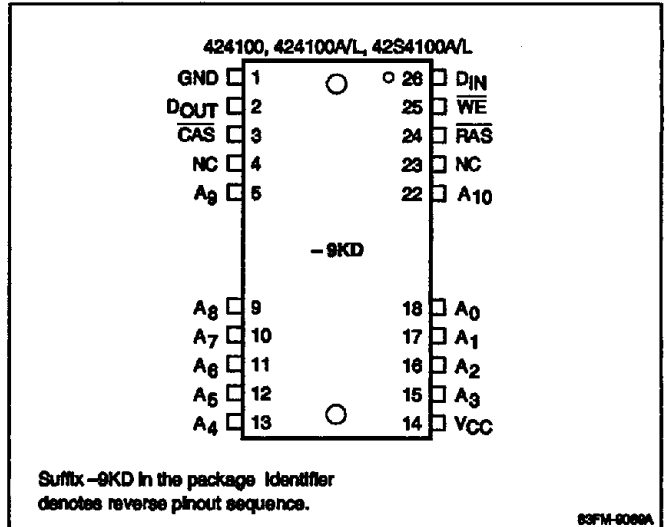 424100, 424100A/L, 42S4100A/L
GND 1 26 DIN
DOUT 2 25 WE
CAS 3 24 RAS
NC 4 23 NC
A9 5 22 A10
–9KD
A8 9 18 A0
A7 10 17 A1
A6 11 16 A2
A5 12 15 A3
A4 13 14 VCC
Suffix –9KD in the package identifier
denotes reverse pinout sequence.
83FM-9069A